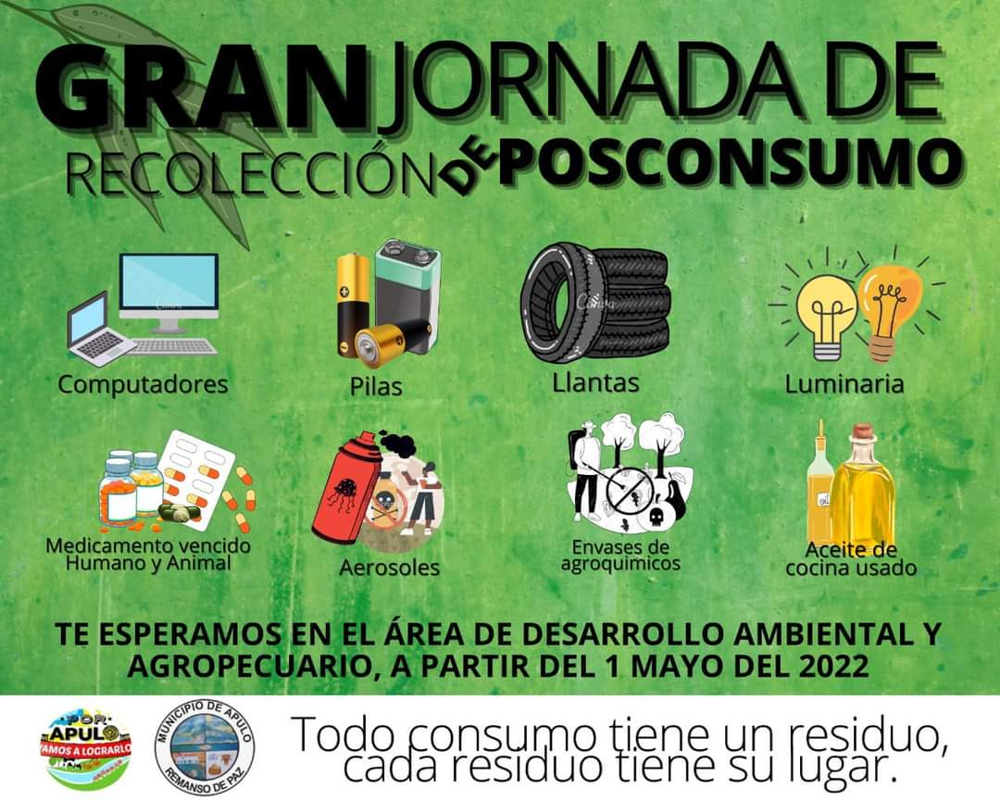 GRAN JORNADA DE
RECOLECCIÓN DE POSCONSUMO
Computadores
Pilas
Llantas
Luminaria
Medicamento vencido
Humano y Animal
Aerosoles
Envases de
agroquimicos
Aceite de
cocina usado
TE ESPERAMOS EN EL ÁREA DE DESARROLLO AMBIENTAL Y
AGROPECUARIO, A PARTIR DEL 1 MAYO DEL 2022
POR
APULO
VAMOS A LOGRARLO
MUNICIPIO DE APULO
REMANSO DE PAZ
Todo consumo tiene un residuo,
cada residuo tiene su lugar.